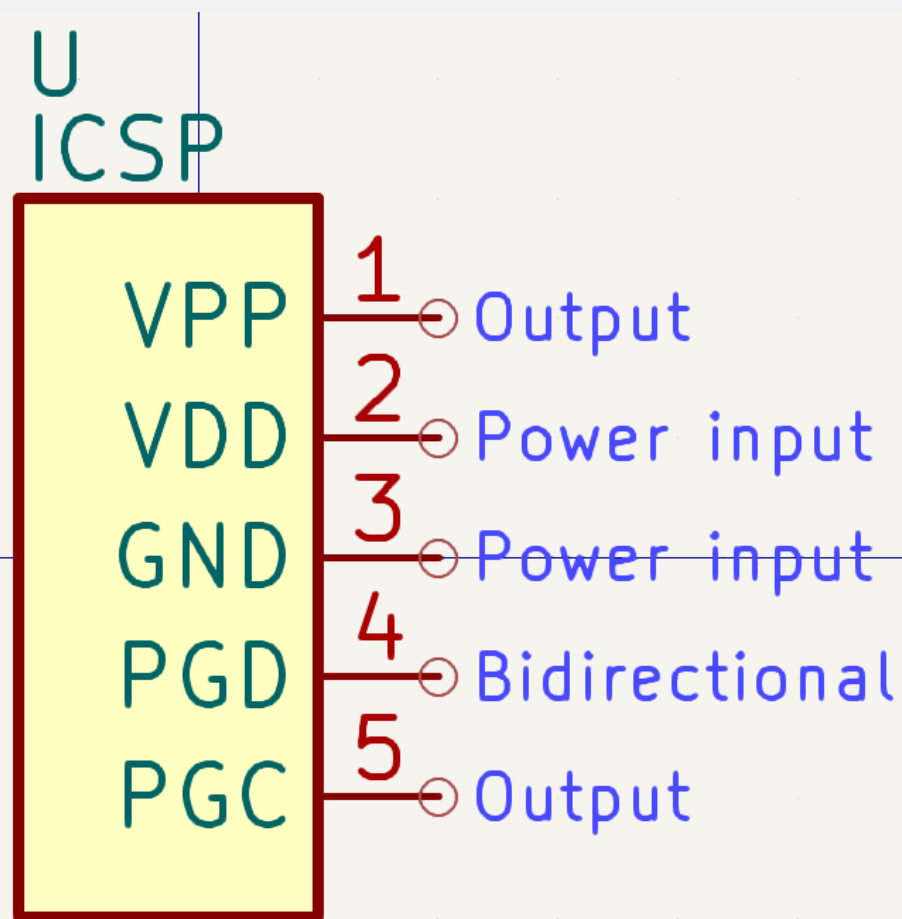 U
ICSP
VPP 1 Output
VDD 2 Power input
GND 3 Power input
PGD 4 Bidirectional
PGC 5 Output